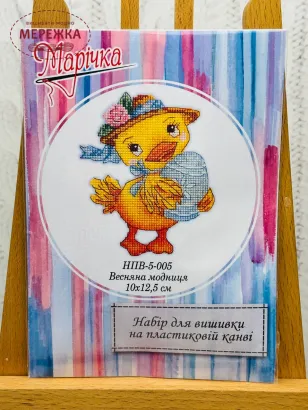 МЕРЕЖКА
Марічка
НПВ-5-005
Весняна модниця
10х12,5 см
Набір для вишивки
на пластиковій канві